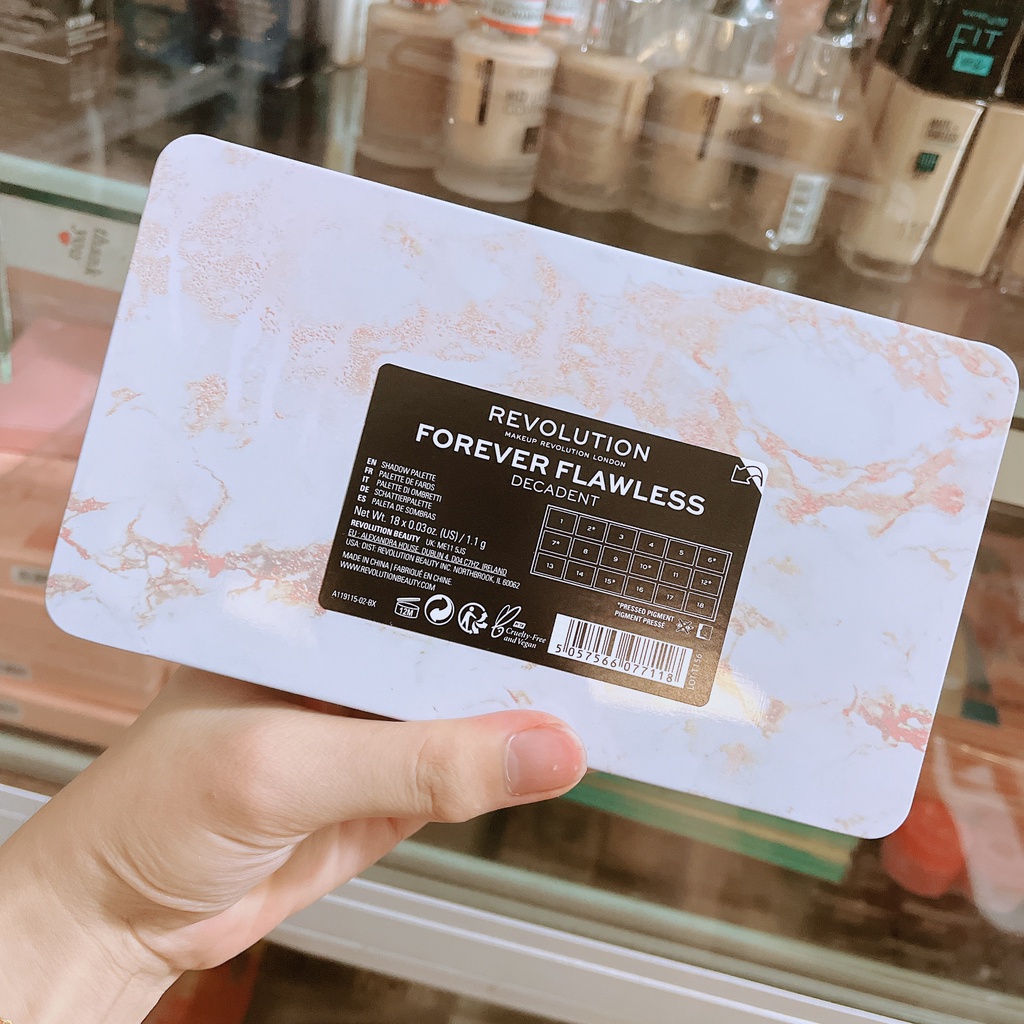 REVOLUTION
MAKEUP REVOLUTION LONDON
FOREVER FLAWLESS
DECADENT
EN SHADOW PALETTE
FR PALETTE DE FARDS
IT PALETTE DI OMBRETTI
DE SCHATTIERPALETTE
ES PALETA DE SOMBRAS
Net Wt. 18 x 0.03oz. (US) / 1.1 g
REVOLUTION BEAUTY UK: ME11 5JS
EU: ALEXANDRA HOUSE, DUBLIN 4, D04 C7H2, IRELAND
USA. DIST: REVOLUTION BEAUTY INC. NORTHBROOK, IL 60062
MADE IN CHINA | FABRIQUÉ EN CHINE.
WWW.REVOLUTIONBEAUTY.COM
A119115-02-BX
1 2* 3 4 5 6*
7* 8 9 10* 11 12*
13 14 15* 16 17 18
*PRESSED PIGMENT
PIGMENT PRESSÉ
12M
Cruelty-Free
and Vegan
5 057566 077118
thank
you
FIT